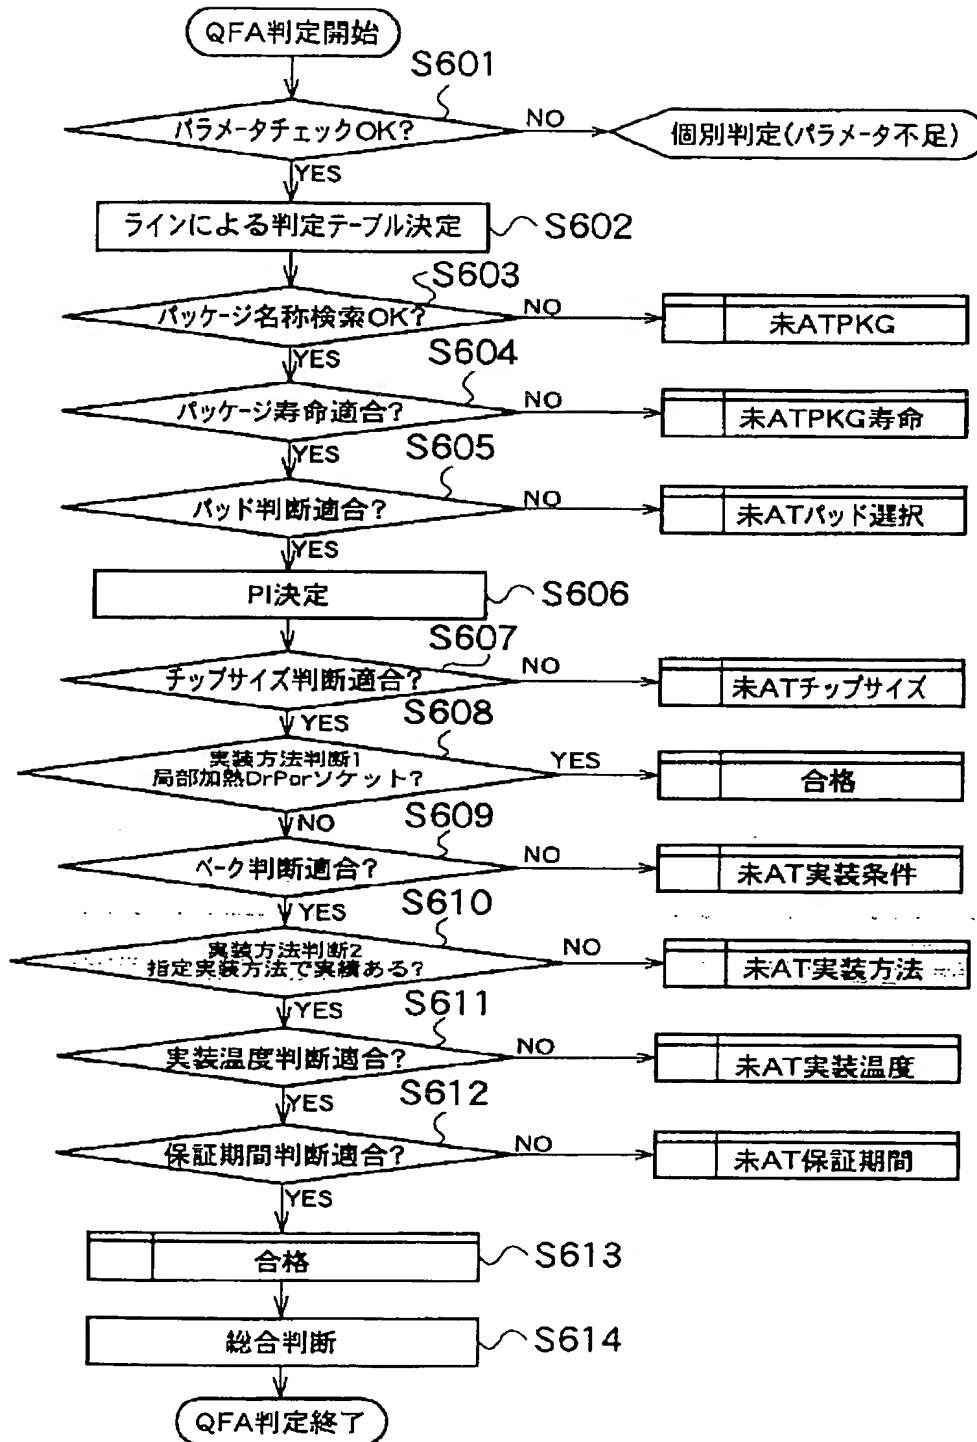 QFA判定開始
S601
パラメータチェックOK?
NO
個別判定(パラメータ不足)
YES
ラインによる判定テーブル決定
S602
S603
パッケージ名称検索OK?
NO
未ATPKG
YES
S604
パッケージ寿命適合?
NO
未ATPKG寿命
YES
S605
パッド判断適合?
NO
未ATパッド選択
YES
PI決定
S606
S607
チップサイズ判断適合?
NO
未ATチップサイズ
YES
S608
実装方法判断1
局部加熱DrPorソケット?
YES
合格
NO
S609
ベーク判断適合?
NO
未AT実装条件
YES
S610
実装方法判断2
指定実装方法で実績ある?
NO
未AT実装方法
YES
S611
実装温度判断適合?
NO
未AT実装温度
YES
S612
保証期間判断適合?
NO
未AT保証期間
YES
合格
S613
総合判断
S614
QFA判定終了